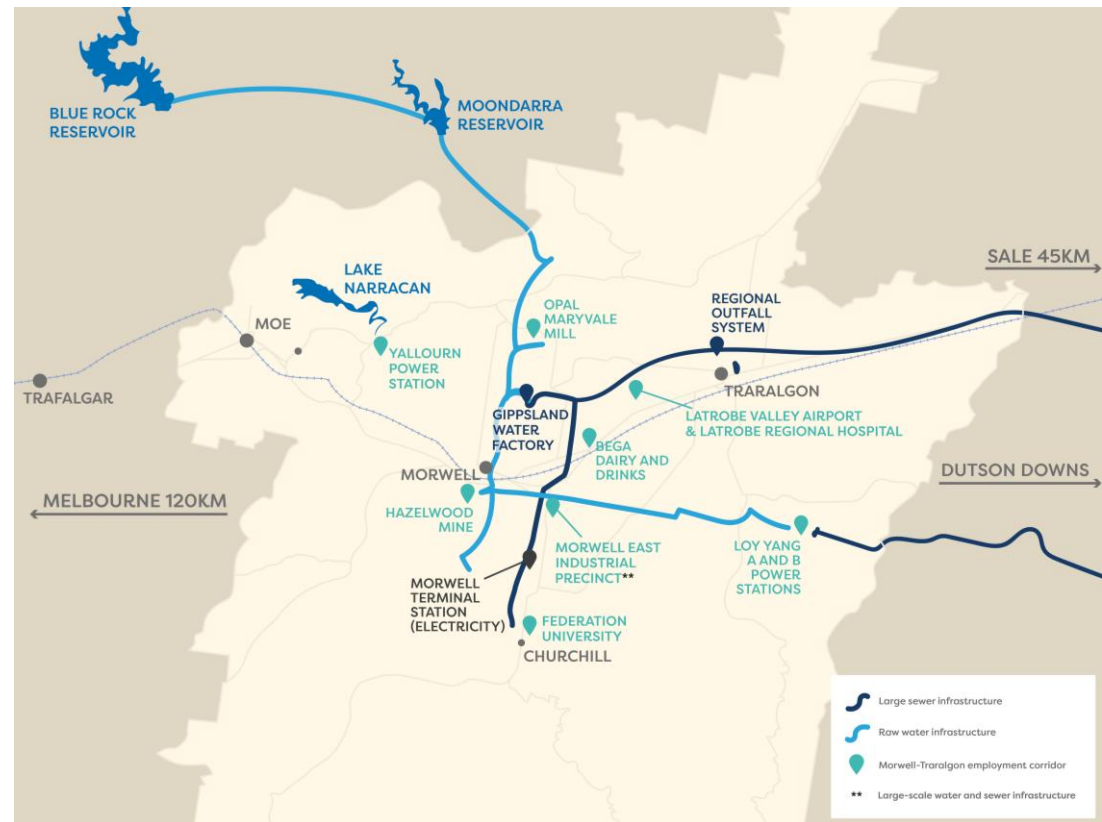 BLUE ROCK
RESERVOIR
MOONDARRA
RESERVOIR
SALE 45KM
LAKE
NARRACAN
REGIONAL
OUTFALL
SYSTEM
OPAL
MARYVALE
MILL
MOE
YALLOURN
POWER
STATION
TRAFALGAR
TRARALGON
GIPPSLAND
WATER
FACTORY
LATROBE VALLEY AIRPORT
& LATROBE REGIONAL HOSPITAL
BEGA
DAIRY AND
DRINKS
MORWELL
DUTSON DOWNS
MELBOURNE 120KM
HAZELWOOD
MINE
MORWELL EAST
INDUSTRIAL
PRECINCT**
LOY YANG
A AND B
POWER
STATIONS
MORWELL
TERMINAL
STATION
(ELECTRICITY)
FEDERATION
UNIVERSITY
CHURCHILL
Large sewer infrastructure
Raw water infrastructure
Morwell-Traralgon employment corridor
** Large-scale water and sewer infrastructure